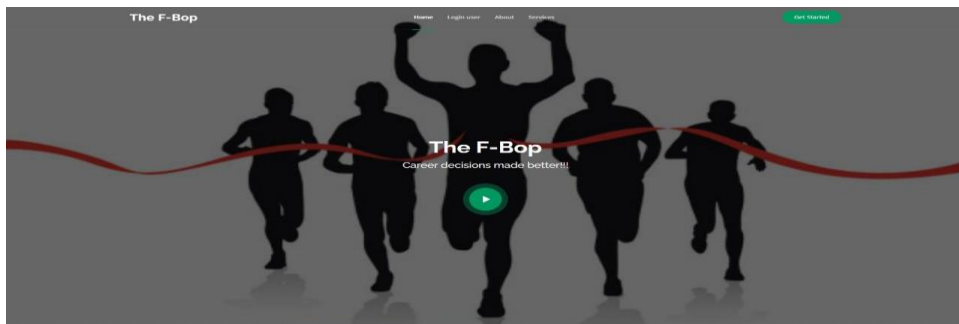 The F-Bop
Home Login user About Services
Get Started
The F-Bop
Career decisions made better!!!